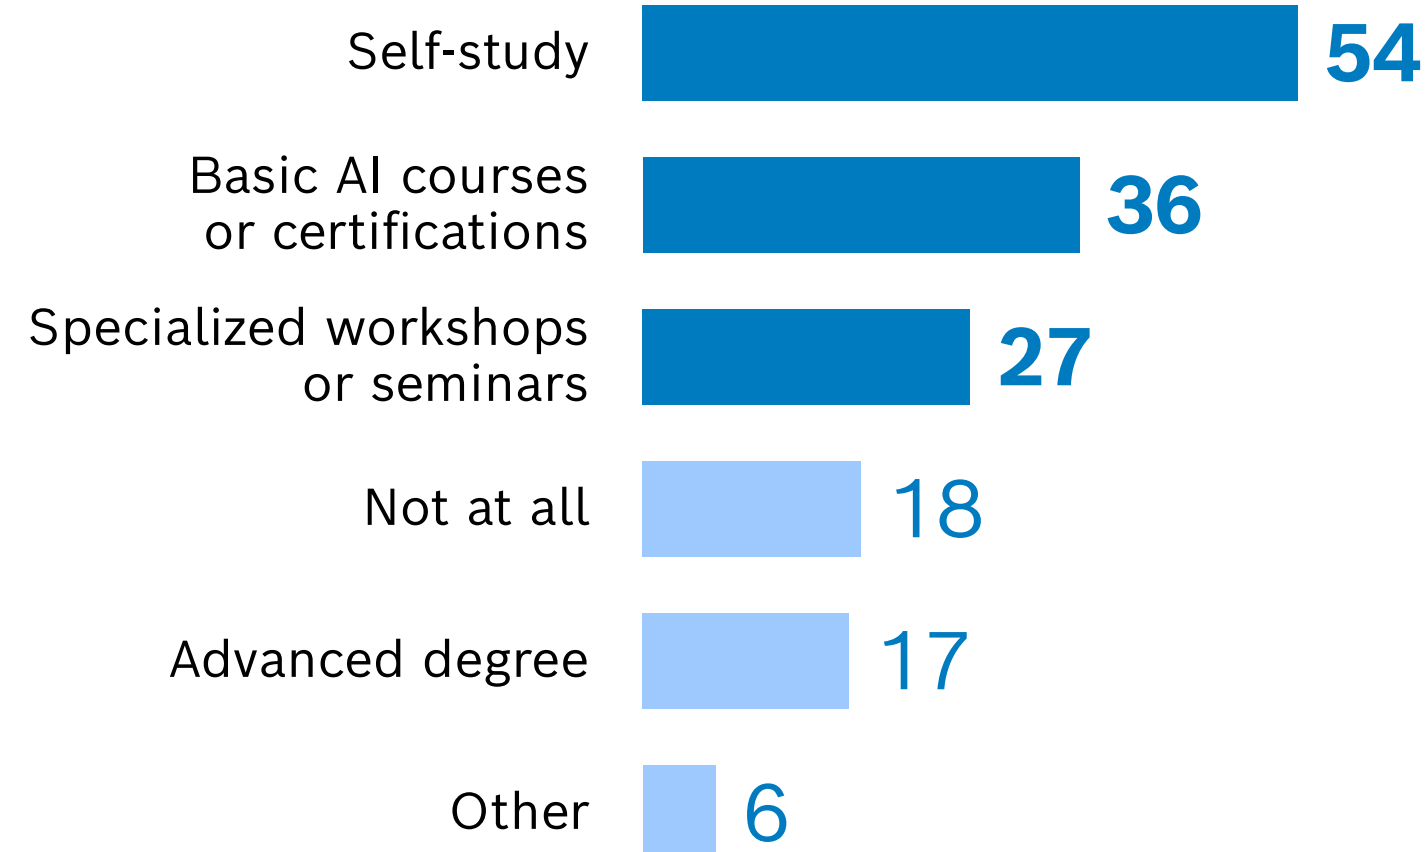 Self-study 54
Basic AI courses
or certifications
36
Specialized workshops
or seminars
27
Not at all 18
Advanced degree 17
Other 6